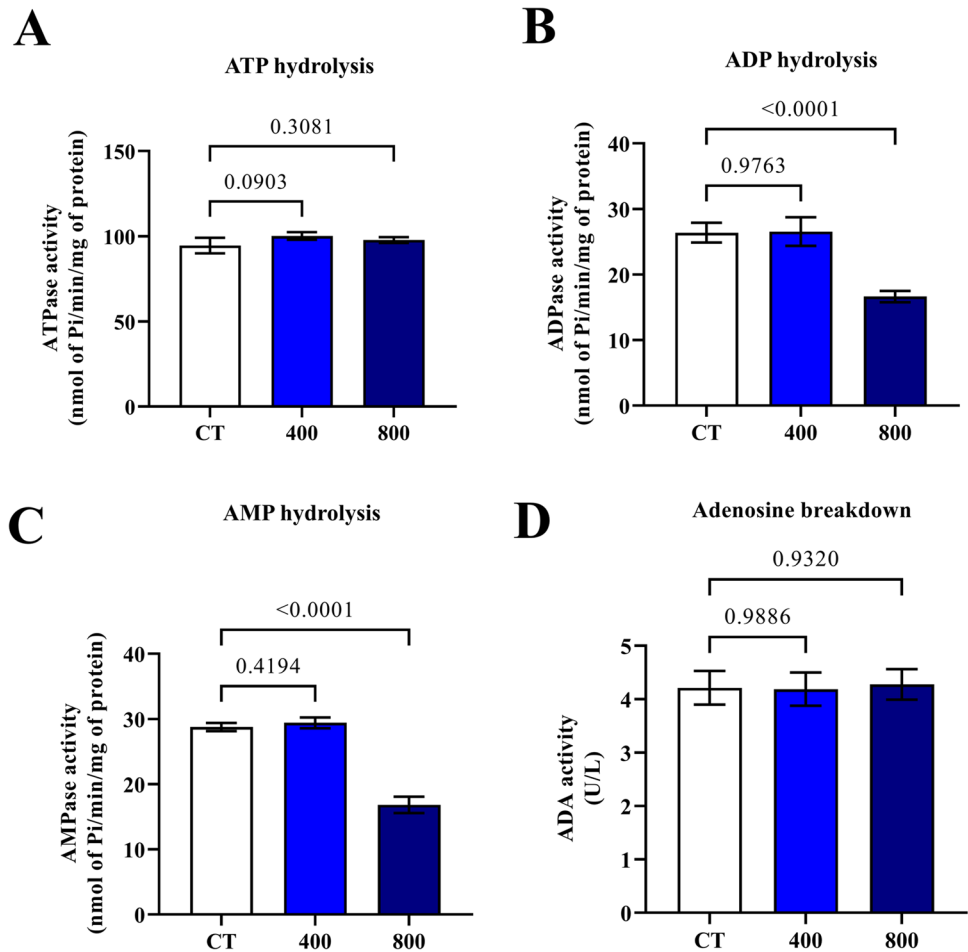 A
ATP hydrolysis
ATPase activity
(nmol of Pi/min/mg of protein)
0.3081
0.0903
150
100
50
0
CT 400 800
B
ADP hydrolysis
ADPase activity
(nmol of Pi/min/mg of protein)
<0.0001
0.9763
40
30
20
10
0
CT 400 800
C
AMP hydrolysis
AMPase activity
(nmol of Pi/min/mg of protein)
<0.0001
0.4194
40
30
20
10
0
CT 400 800
D
Adenosine breakdown
ADA activity
(U/L)
0.9320
0.9886
5
4
3
2
1
0
CT 400 800